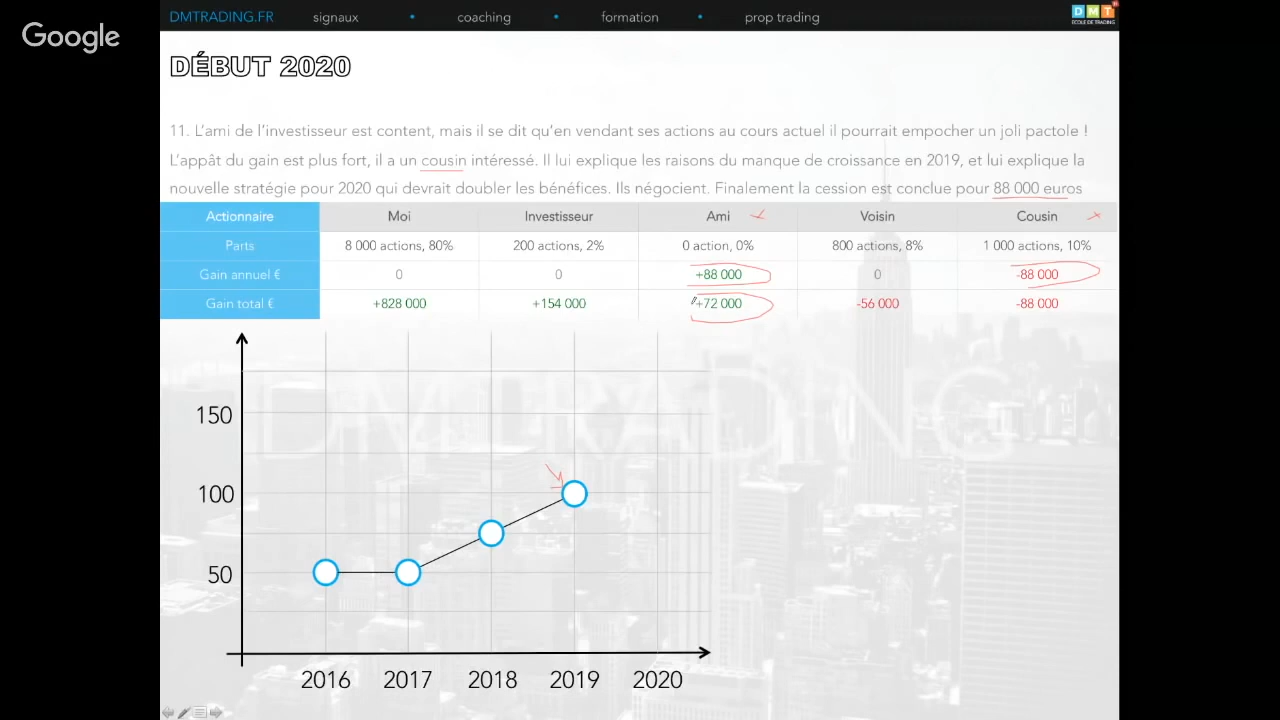 Google
DMTRADING.FR signaux • coaching • formation • prop trading
DMT
ECOLE DE TRADING
DÉBUT 2020
11. L'ami de l'investisseur est content, mais il se dit qu'en vendant ses actions au cours actuel il pourrait empocher un joli pactole !
L'appât du gain est plus fort, il a un cousin intéressé. Il lui explique les raisons du manque de croissance en 2019, et lui explique la
nouvelle stratégie pour 2020 qui devrait doubler les bénéfices. Ils négocient. Finalement la cession est conclue pour 88 000 euros
Actionnaire Moi Investisseur Ami Voisin Cousin
Parts 8 000 actions, 80% 200 actions, 2% 0 action, 0% 800 actions, 8% 1 000 actions, 10%
Gain annuel € 0 0 +88 000 0 -88 000
Gain total € +828 000 +154 000 +72 000 -56 000 -88 000
DMTRADING
150
100
50
2016 2017 2018 2019 2020